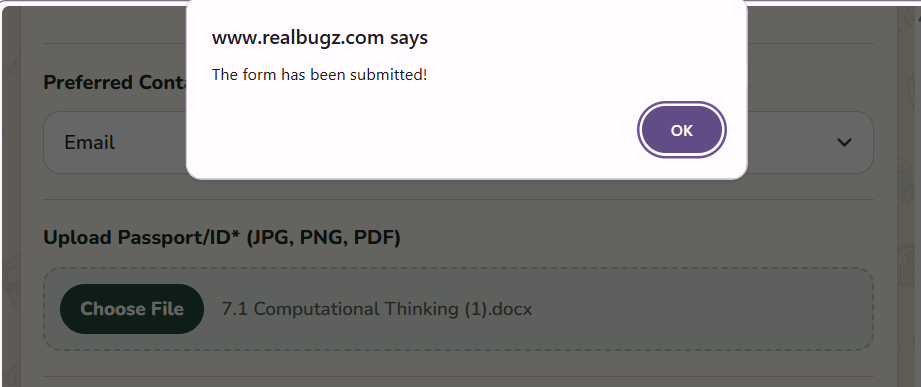 www.realbugz.com says
The form has been submitted!
OK
Preferred
Email
Upload Passport/ID* (JPG, PNG, PDF)
Choose File 7.1 Computational Thinking (1).docx